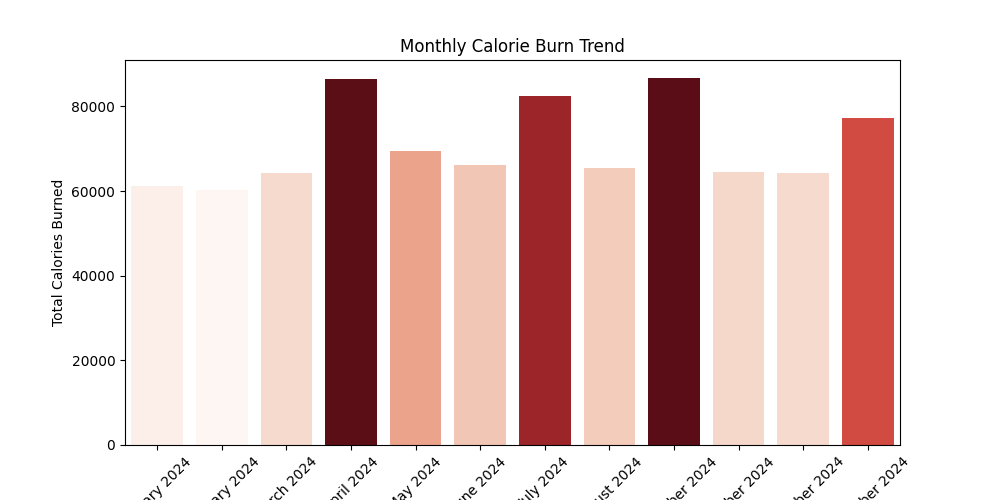 Monthly Calorie Burn Trend
Total Calories Burned
80000
60000
40000
20000
0
ary 2024
ary 2024
rch 2024
pril 2024
May 2024
une 2024
July 2024
ust 2024
ber 2024
ber 2024
ber 2024
ber 2024